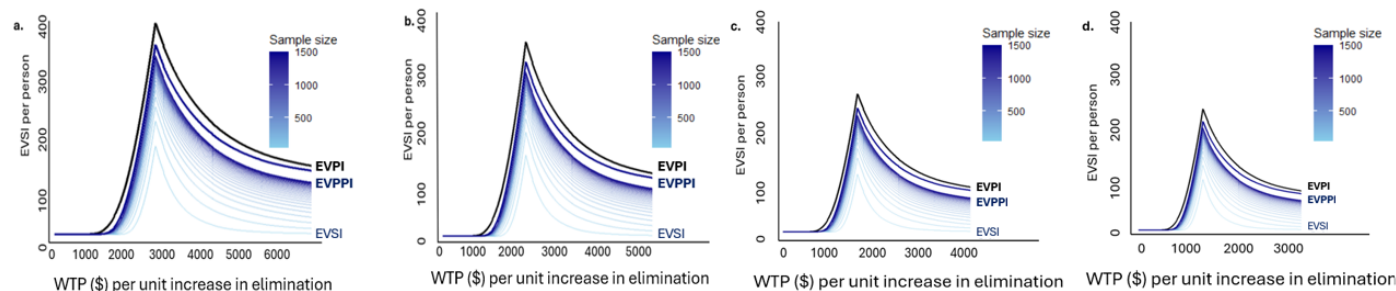 a.
EVSI per person
400
300
200
100
0
Sample size
1500
1000
500
EVPI
EVPPI
EVSI
0 1000 2000 3000 4000 5000 6000
WTP ($) per unit increase in elimination
b.
EVSI per person
400
300
200
100
0
Sample size
1500
1000
500
EVPI
EVPPI
EVSI
0 1000 2000 3000 4000 5000
WTP ($) per unit increase in elimination
c.
EVSI per person
400
300
200
100
0
Sample size
1500
1000
500
EVPI
EVPPI
EVSI
0 1000 2000 3000 4000
WTP ($) per unit increase in elimination
d.
EVSI per person
400
300
200
100
0
Sample size
1500
1000
500
EVPI
EVPPI
EVSI
0 1000 2000 3000
WTP ($) per unit increase in elimination